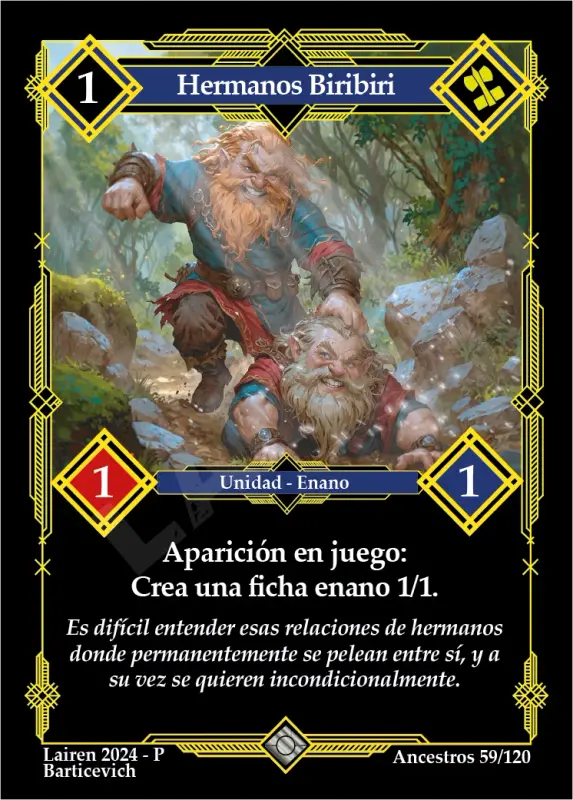 1
Hermanos Biribiri
1
Unidad - Enano
1
Aparición en juego:
Crea una ficha enano 1/1.
Es difícil entender esas relaciones de hermanos
donde permanentemente se pelean entre sí, y a
su vez se quieren incondicionalmente.
Lairen 2024 - P
Barticevich
Ancestros 59/120